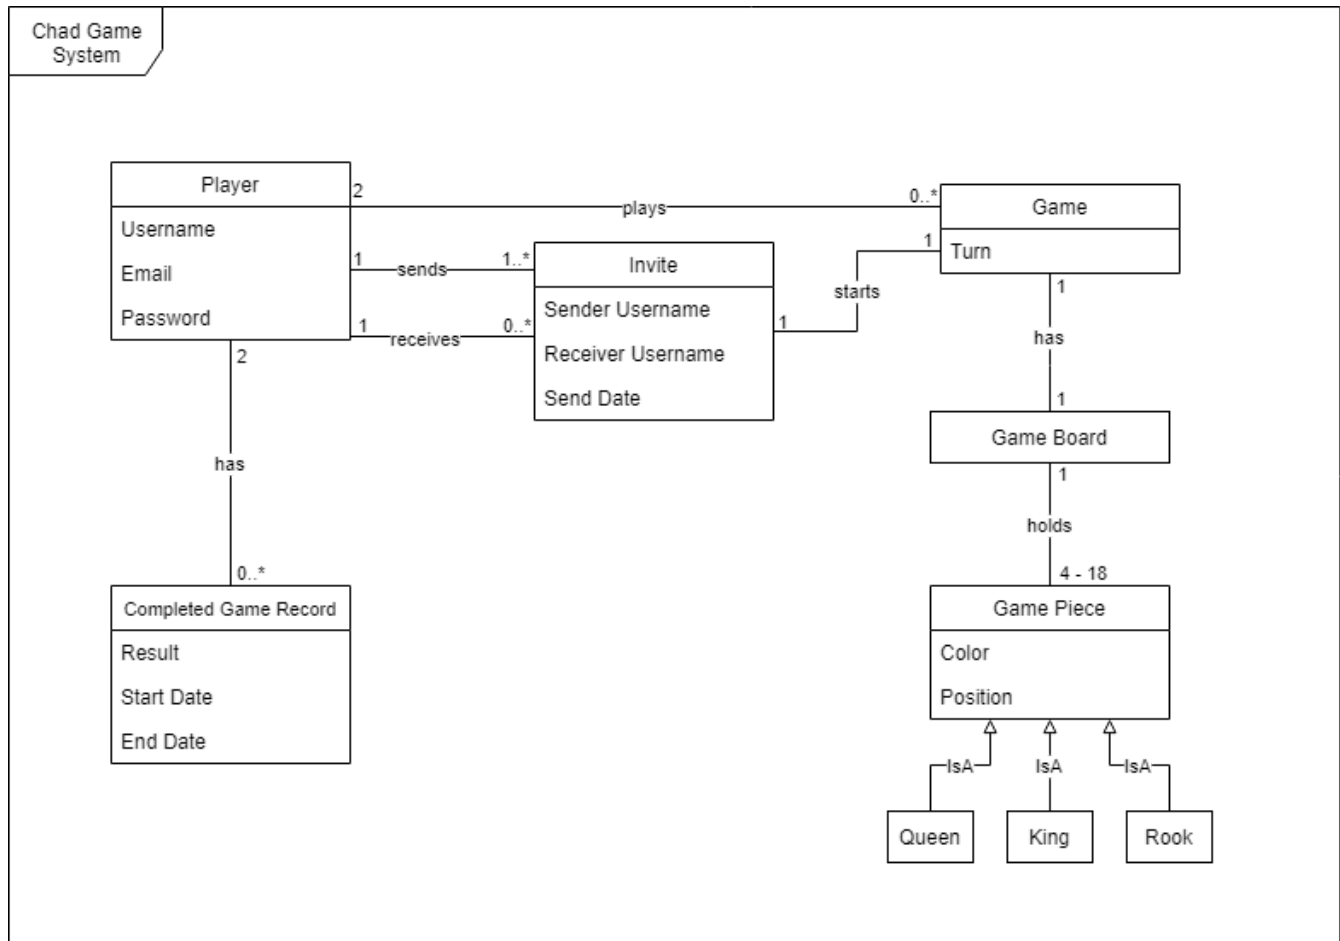 Chad Game
System
Player
Username
Email
Password
2
plays
0..*
Game
Turn
1
sends
1..*
1
receives
0..*
Invite
Sender Username
Receiver Username
Send Date
1
starts
1
2
has
0..*
Completed Game Record
Result
Start Date
End Date
1
has
1
Game Board
1
holds
4 - 18
Game Piece
Color
Position
IsA
IsA
IsA
Queen
King
Rook